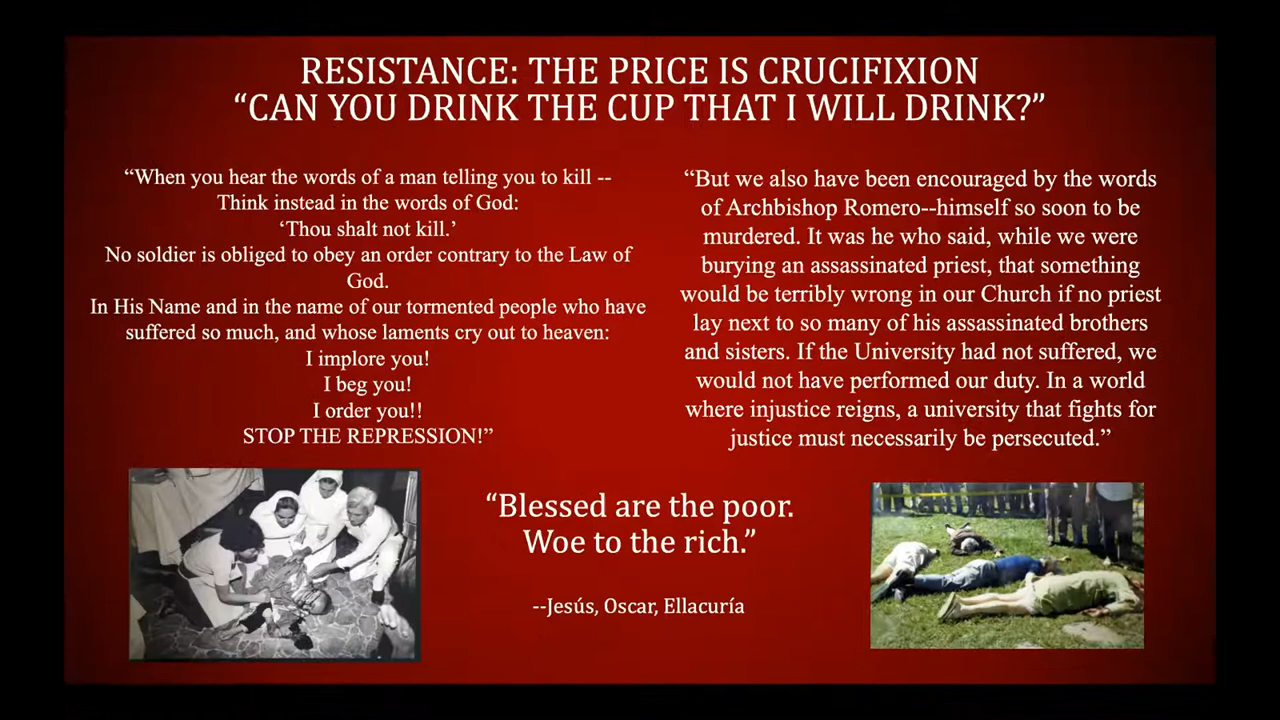 RESISTANCE: THE PRICE IS CRUCIFIXION
“CAN YOU DRINK THE CUP THAT I WILL DRINK?”
“When you hear the words of a man telling you to kill --
Think instead in the words of God:
‘Thou shalt not kill.’
No soldier is obliged to obey an order contrary to the Law of
God.
In His Name and in the name of our tormented people who have
suffered so much, and whose laments cry out to heaven:
I implore you!
I beg you!
I order you!!
STOP THE REPRESSION!”
“But we also have been encouraged by the words
of Archbishop Romero--himself so soon to be
murdered. It was he who said, while we were
burying an assassinated priest, that something
would be terribly wrong in our Church if no priest
lay next to so many of his assassinated brothers
and sisters. If the University had not suffered, we
would not have performed our duty. In a world
where injustice reigns, a university that fights for
justice must necessarily be persecuted.”
“Blessed are the poor.
Woe to the rich.”
--Jesús, Oscar, Ellacuría